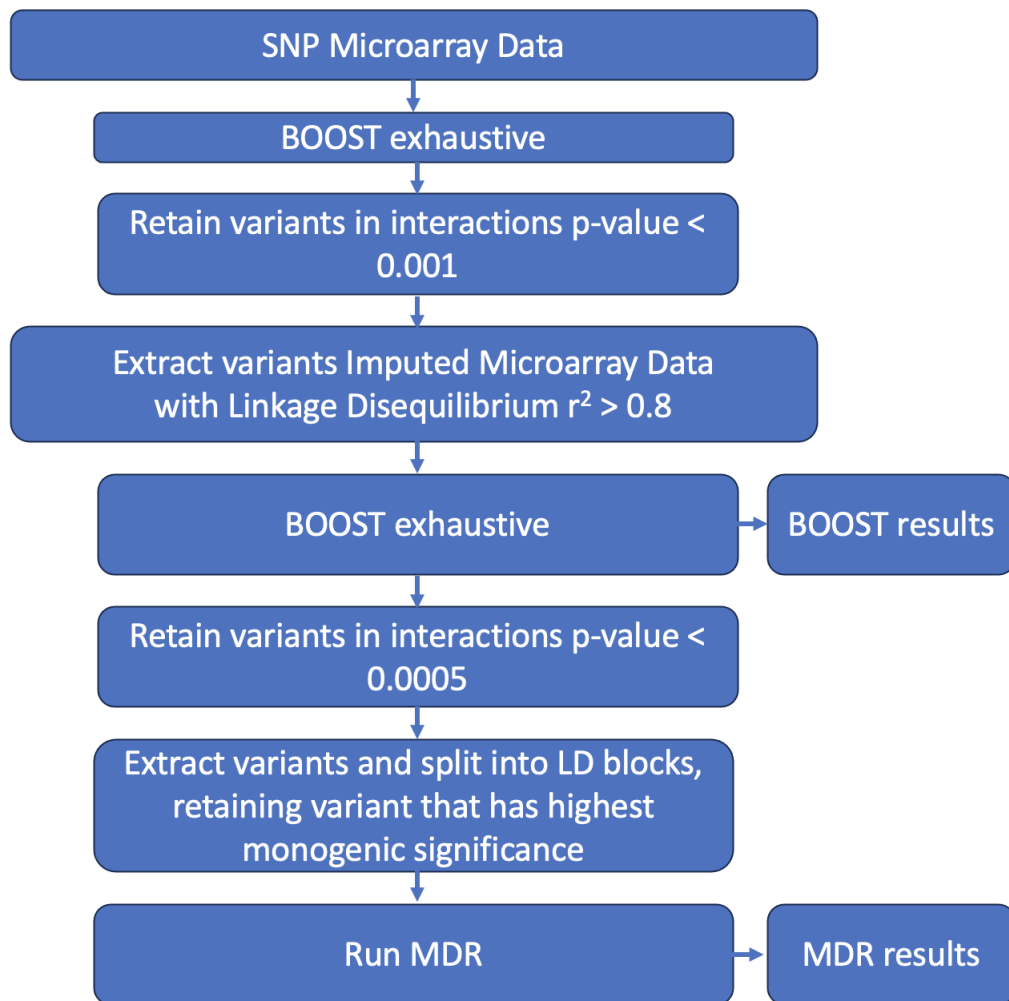 SNP Microarray Data
BOOST exhaustive
Retain variants in interactions p-value <
0.001
Extract variants Imputed Microarray Data
with Linkage Disequilibrium r² > 0.8
BOOST exhaustive
BOOST results
Retain variants in interactions p-value <
0.0005
Extract variants and split into LD blocks,
retaining variant that has highest
monogenic significance
Run MDR
MDR results